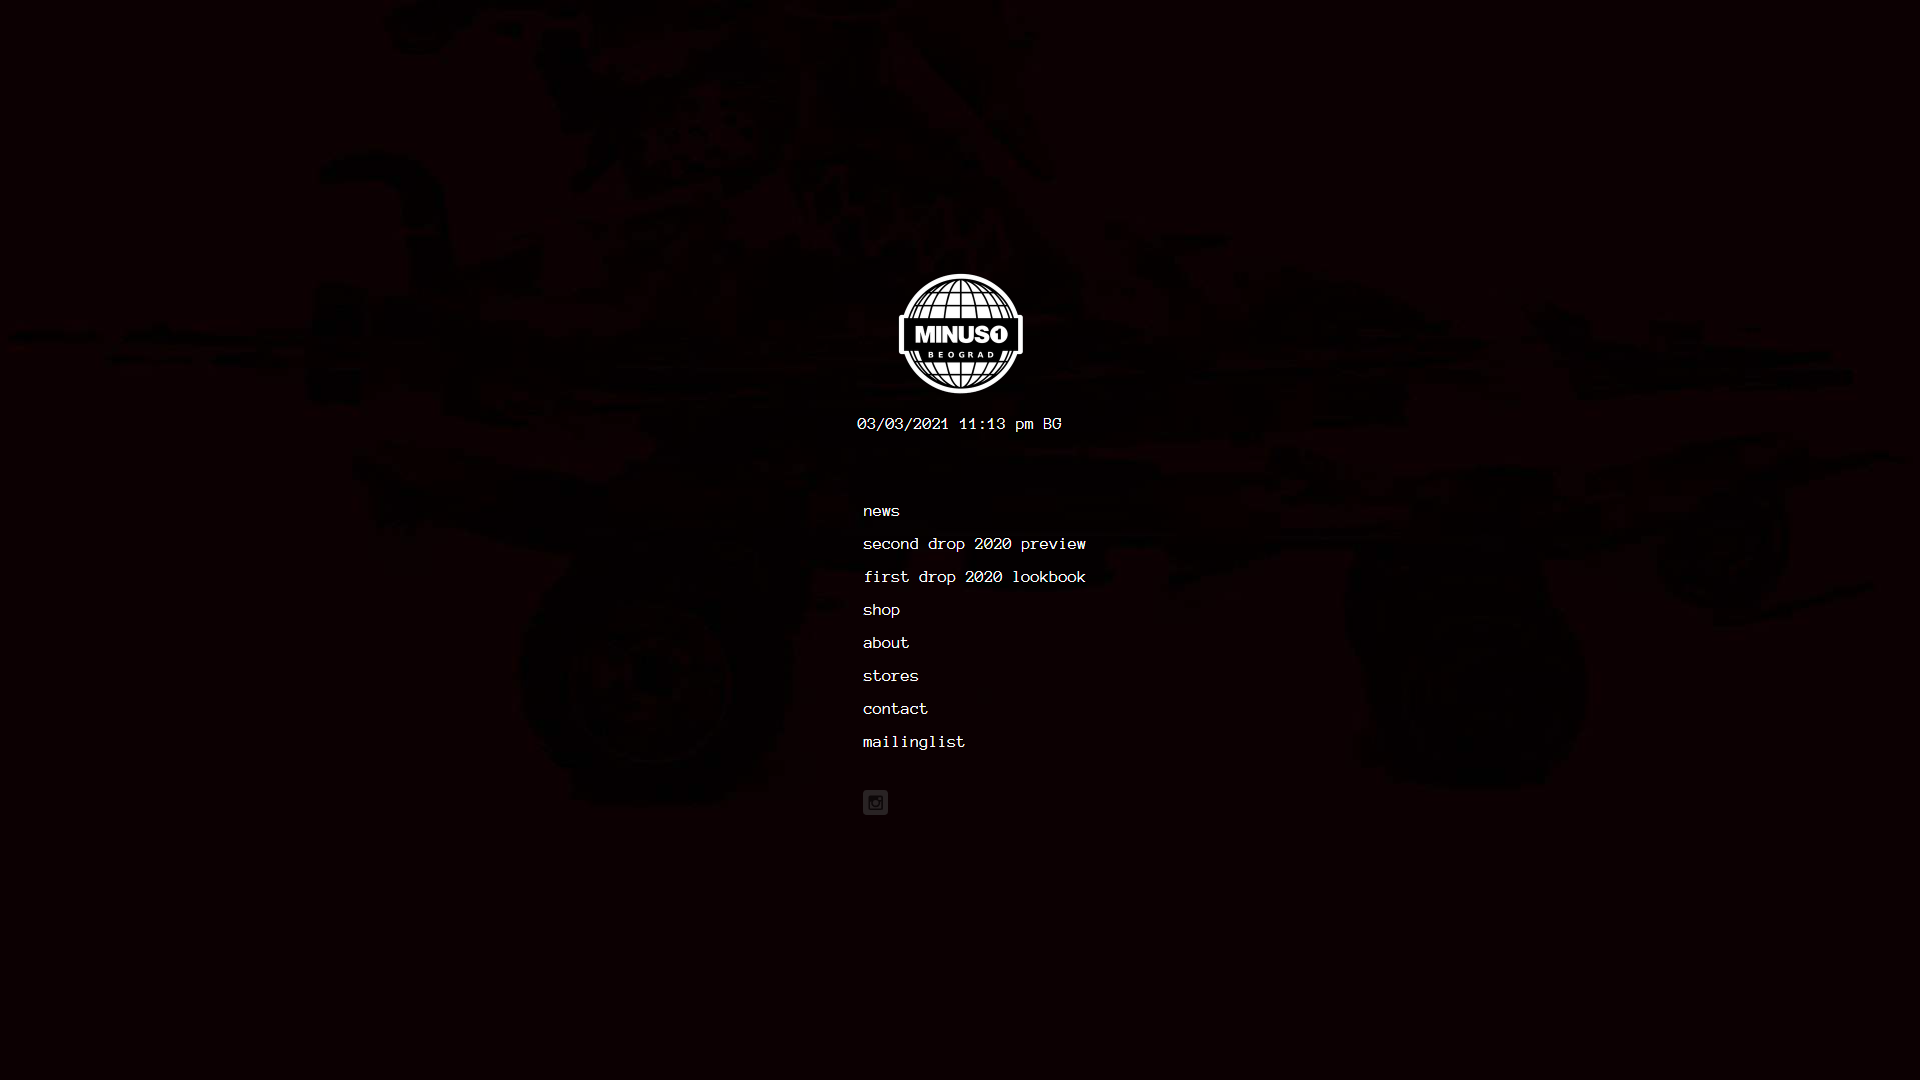 MINUS1
BEOGRAD
03/03/2021 11:13 pm BG
news
second drop 2020 preview
first drop 2020 lookbook
shop
about
stores
contact
mailinglist